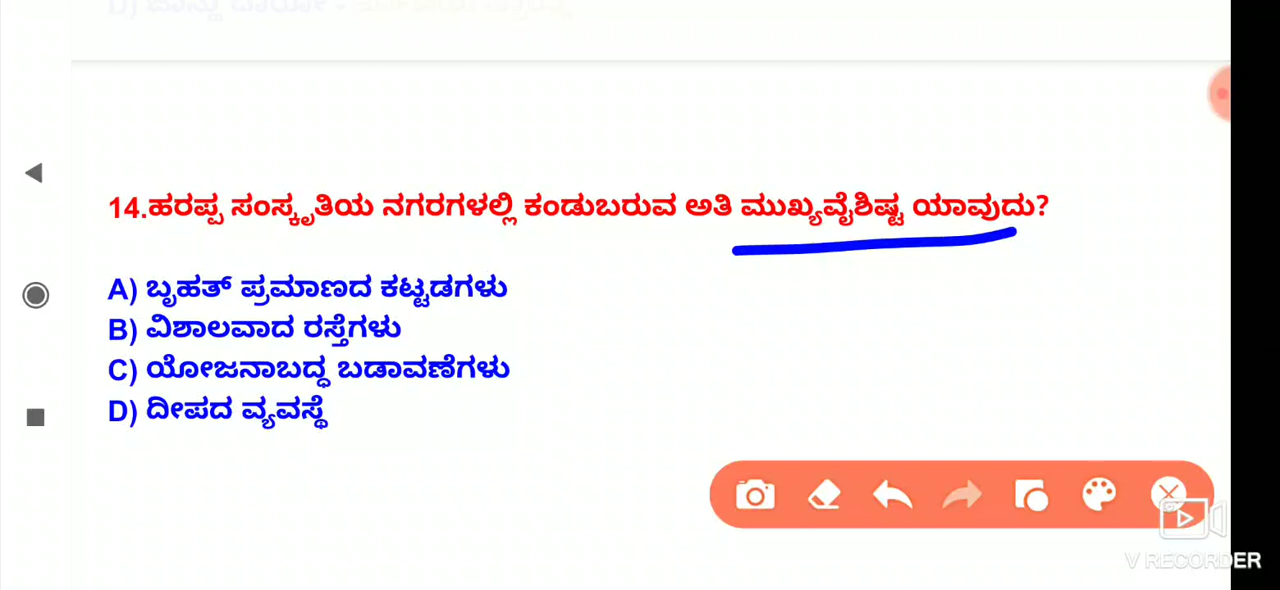 14.ಹರಪ್ಪ ಸಂಸ್ಕೃತಿಯ ನಗರಗಳಲ್ಲಿ ಕಂಡುಬರುವ ಅತಿ ಮುಖ್ಯವೈಶಿಷ್ಟ ಯಾವುದು?
A) ಬೃಹತ್ ಪ್ರಮಾಣದ ಕಟ್ಟಡಗಳು
B) ವಿಶಾಲವಾದ ರಸ್ತೆಗಳು
C) ಯೋಜನಾಬದ್ಧ ಬಡಾವಣೆಗಳು
D) ದೀಪದ ವ್ಯವಸ್ಥೆ
V RECORDER